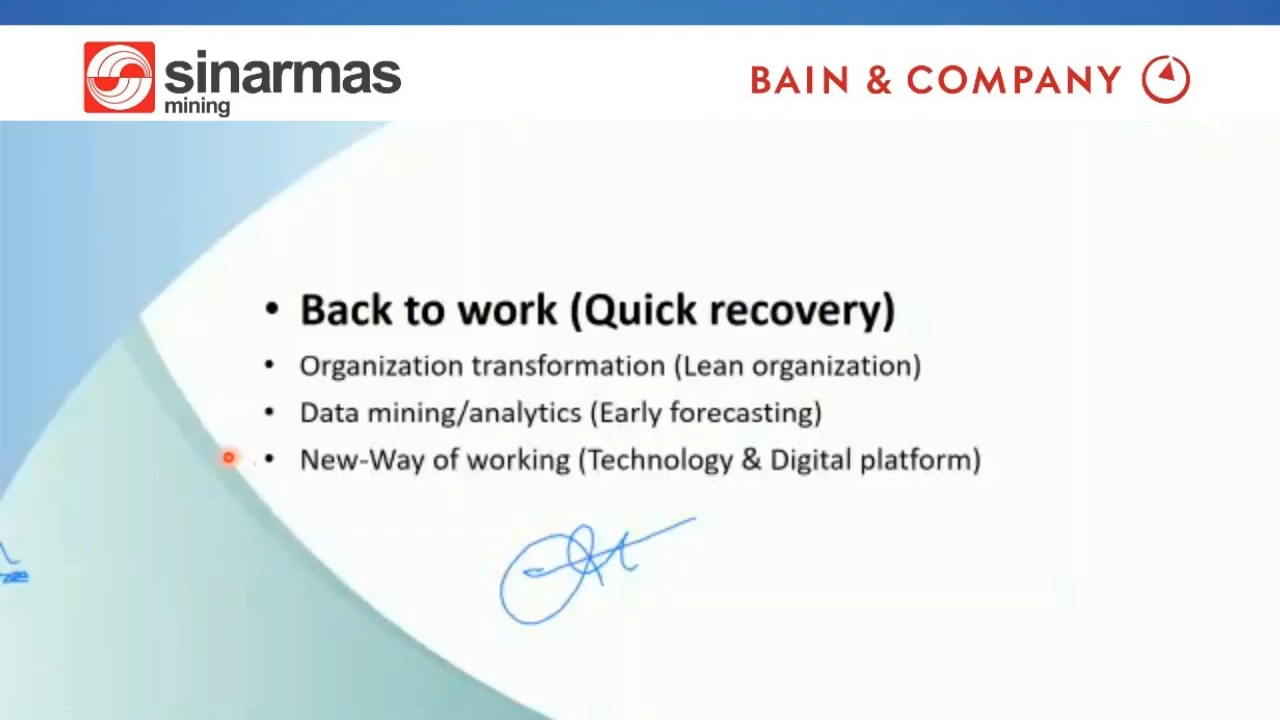 sinarmas
mining
BAIN & COMPANY
• Back to work (Quick recovery)
• Organization transformation (Lean organization)
• Data mining/analytics (Early forecasting)
• New-Way of working (Technology & Digital platform)